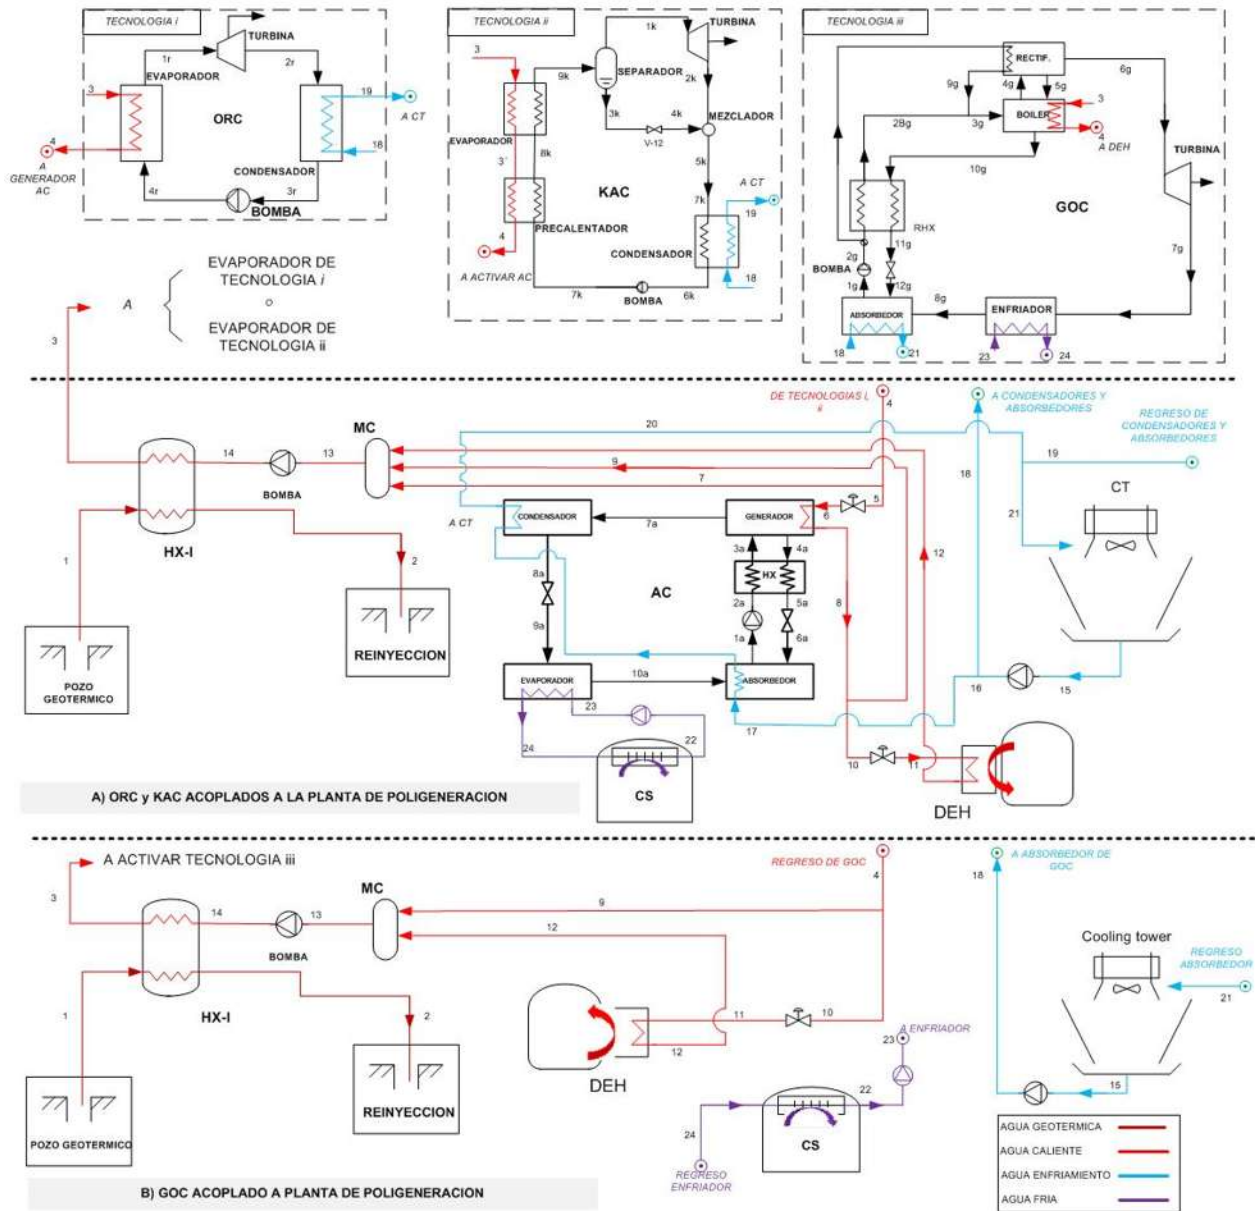 TECNOLOGIA i
TURBINA
1r
2r
EVAPORADOR
3
19
ORC
A CT
4
18
A
GENERADOR
AC
CONDENSADOR
4r
3r
BOMBA
TECNOLOGIA ii
1k
TURBINA
3
9k
SEPARADOR
2k
3k
4k
MEZCLADOR
V-12
EVAPORADOR
3´
8k
5k
KAC
A CT
7k
19
PRECALENTADOR
4
CONDENSADOR
A ACTIVAR AC
18
7k
BOMBA
6k
TECNOLOGIA iii
RECTIF.
6g
9g
4g
5g
3
BOILER
28g
3g
4
A DEH
TURBINA
10g
GOC
RHX
11g
2g
7g
BOMBA
1g
12g
8g
ABSORBEDOR
ENFRIADOR
18
21
23
24
EVAPORADOR DE
TECNOLOGIA i
A
o
EVAPORADOR DE
TECNOLOGIA ii
3
DE TECNOLOGIAS i,
ii
4
A CONDENSADORES Y
ABSORBEDORES
REGRESO DE
CONDENSADORES Y
ABSORBEDORES
MC
20
14
13
9
18
19
BOMBA
7
CT
A CT
CONDENSADOR
GENERADOR
5
6
7a
21
12
1
HX-I
2
3a
4a
8a
HX
AC
2a
5a
8
9a
1a
6a
REINYECCION
EVAPORADOR
10a
ABSORBEDOR
16
15
POZO
GEOTERMICO
23
17
24
22
10
11
CS
DEH
A) ORC y KAC ACOPLADOS A LA PLANTA DE POLIGENERACION
A ACTIVAR TECNOLOGIA iii
REGRESO DE GOC
4
A ABSORBEDOR DE
GOC
3
MC
18
14
13
9
12
BOMBA
Cooling tower
REGRESO
ABSORBEDOR
21
HX-I
1
2
11
10
A ENFRIADOR
23
12
DEH
22
15
REINYECCION
POZO GEOTERMICO
24
CS
REGRESO
ENFRIADOR
AGUA GEOTERMICA
AGUA CALIENTE
AGUA ENFRIAMIENTO
AGUA FRIA
B) GOC ACOPLADO A PLANTA DE POLIGENERACION